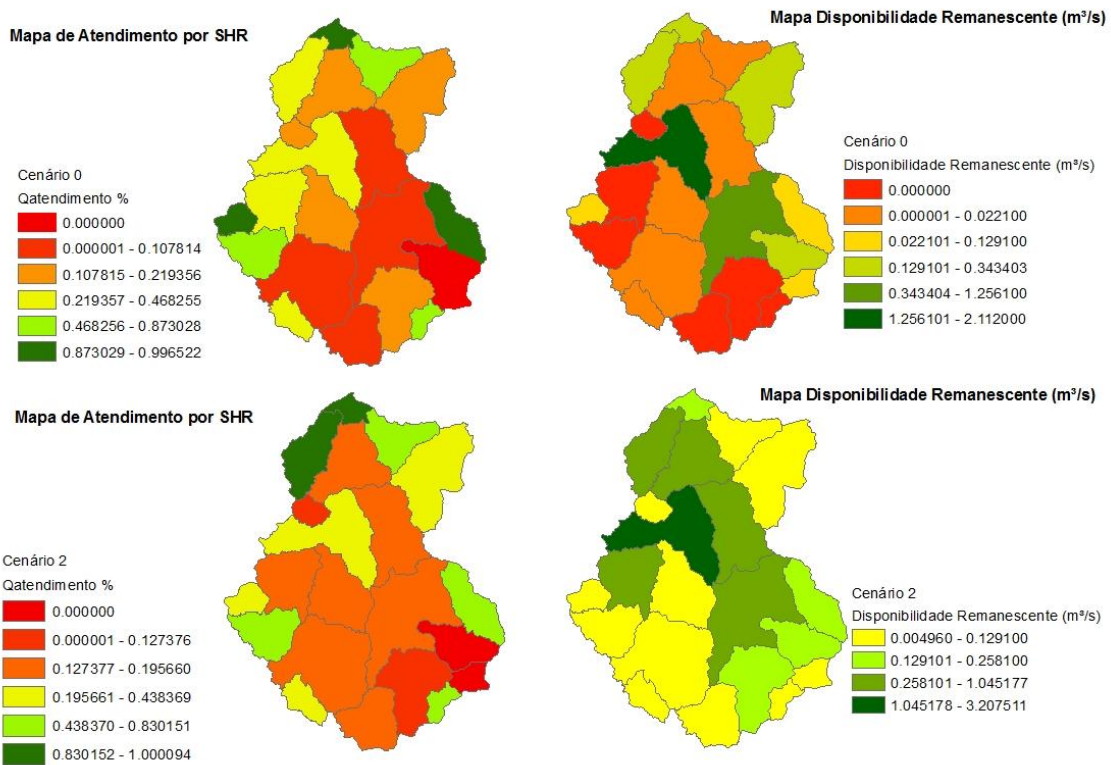 Mapa de Atendimento por SHR
Cenário 0
Qatendimento %
0.000000
0.000001 - 0.107814
0.107815 - 0.219356
0.219357 - 0.468255
0.468256 - 0.873028
0.873029 - 0.996522
Mapa Disponibilidade Remanescente (m³/s)
Cenário 0
Disponibilidade Remanescente (mª/s)
0.000000
0.000001 - 0.022100
0.022101 - 0.129100
0.129101 - 0.343403
0.343404 - 1.256100
1.256101 - 2.112000
Mapa de Atendimento por SHR
Cenário 2
Qatendimento %
0.000000
0.000001 - 0.127376
0.127377 - 0.195660
0.195661 - 0.438369
0.438370 - 0.830151
0.830152 - 1.000094
Mapa Disponibilidade Remanescente (m³/s)
Cenário 2
Disponibilidade Remanescente (mª/s)
0.004960 - 0.129100
0.129101 - 0.258100
0.258101 - 1.045177
1.045178 - 3.207511